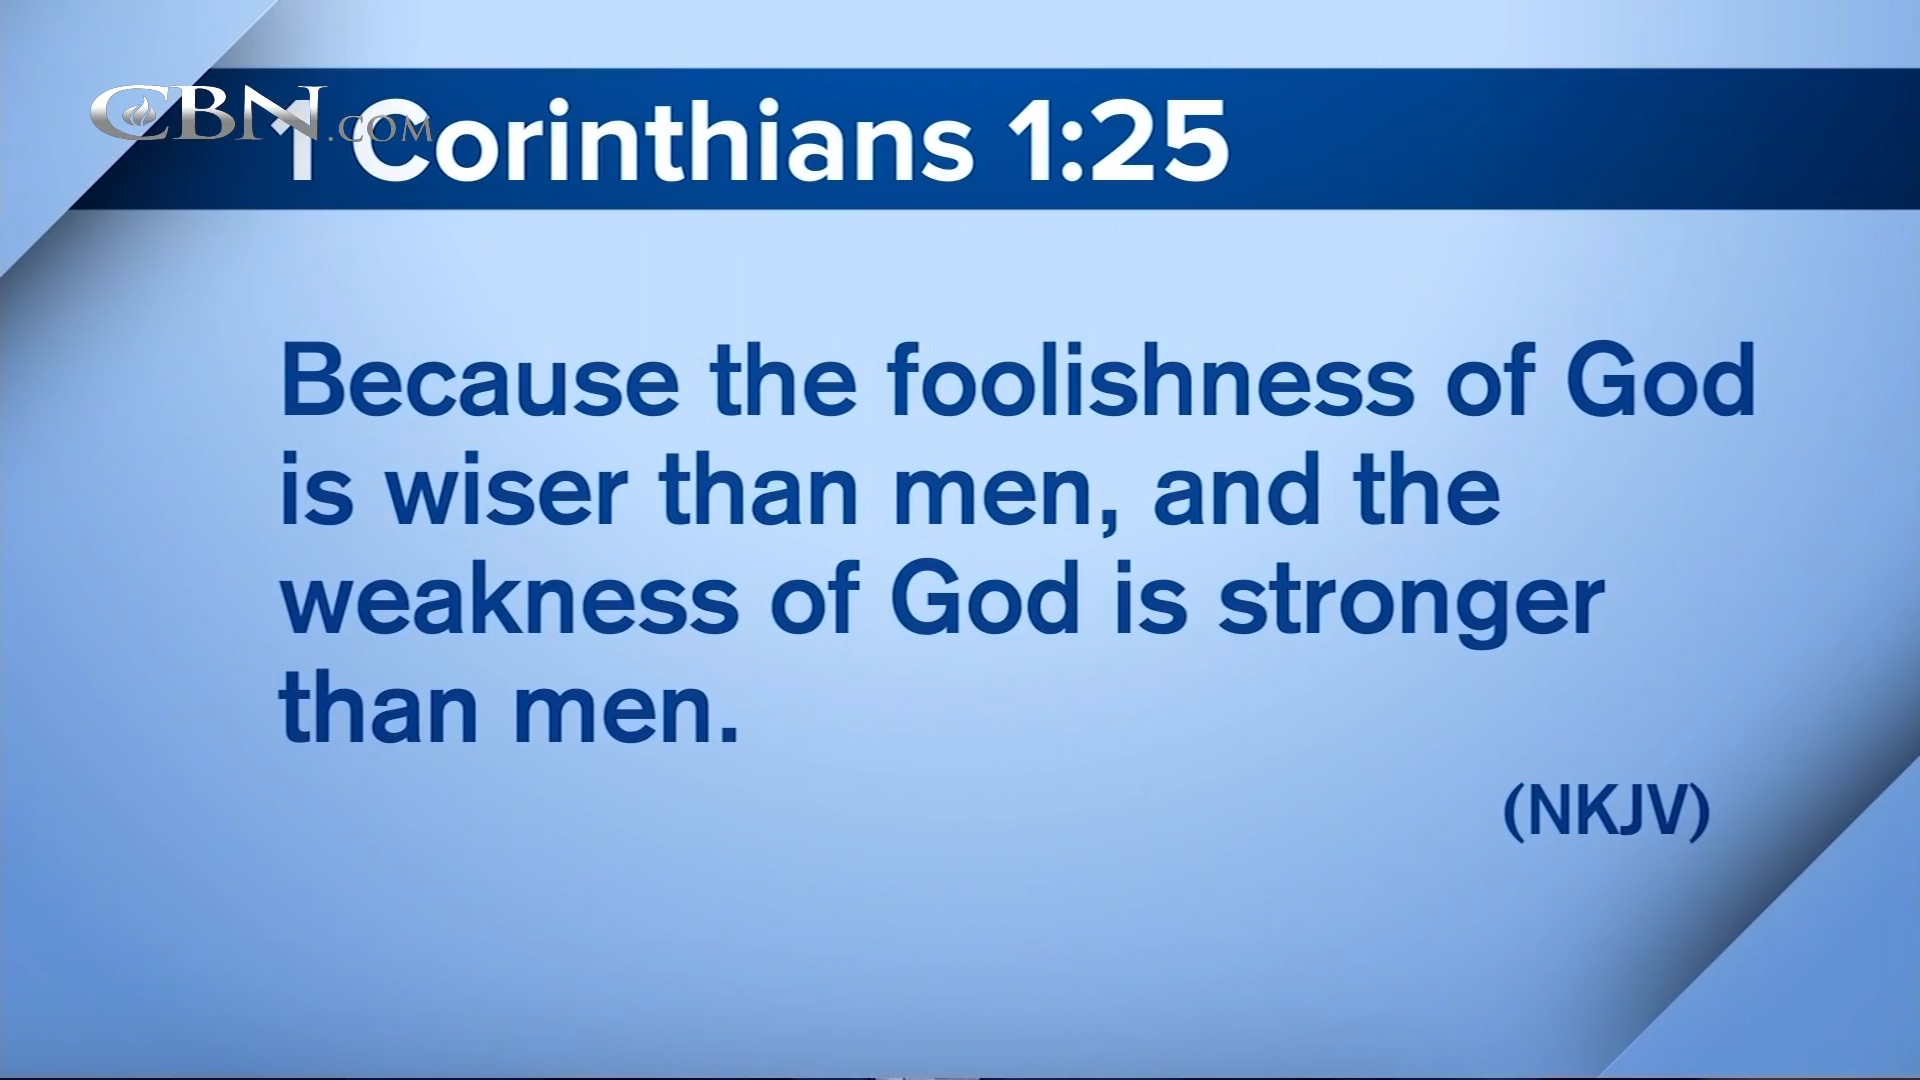 CBN.COM
1 Corinthians 1:25
Because the foolishness of God
is wiser than men, and the
weakness of God is stronger
than men.
(NKJV)